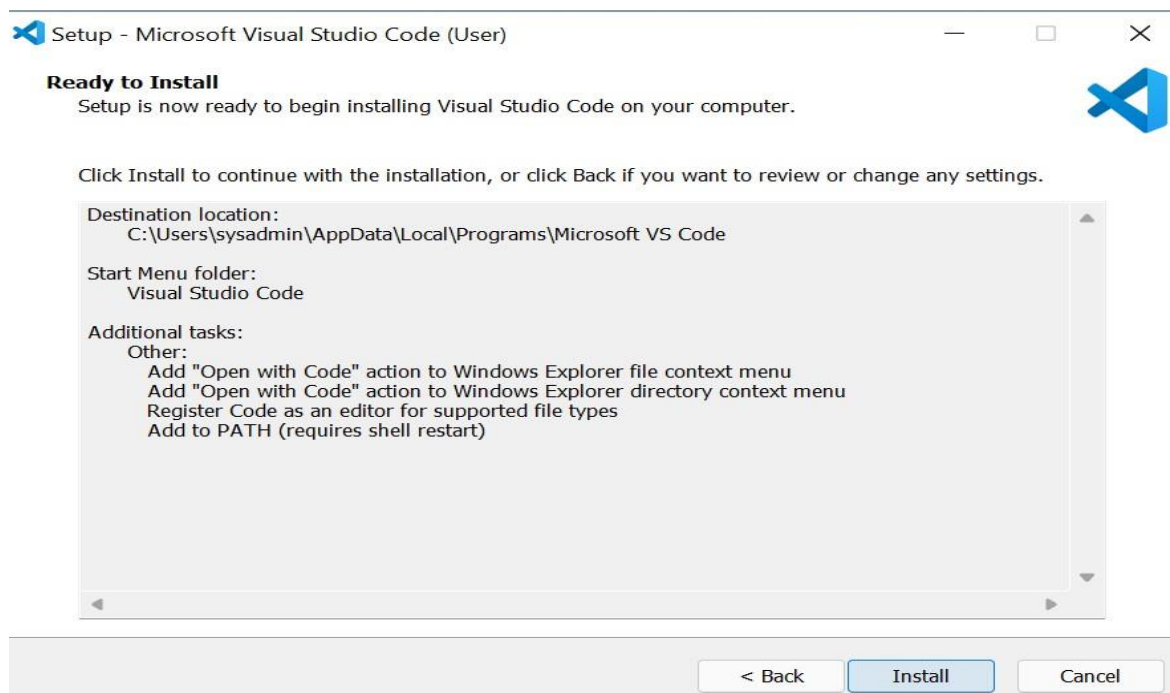 Setup - Microsoft Visual Studio Code (User)
Ready to Install
Setup is now ready to begin installing Visual Studio Code on your computer.
Click Install to continue with the installation, or click Back if you want to review or change any settings.
Destination location:
C:\Users\sysadmin\AppData\Local\Programs\Microsoft VS Code
Start Menu folder:
Visual Studio Code
Additional tasks:
Other:
Add "Open with Code" action to Windows Explorer file context menu
Add "Open with Code" action to Windows Explorer directory context menu
Register Code as an editor for supported file types
Add to PATH (requires shell restart)
< Back Install Cancel